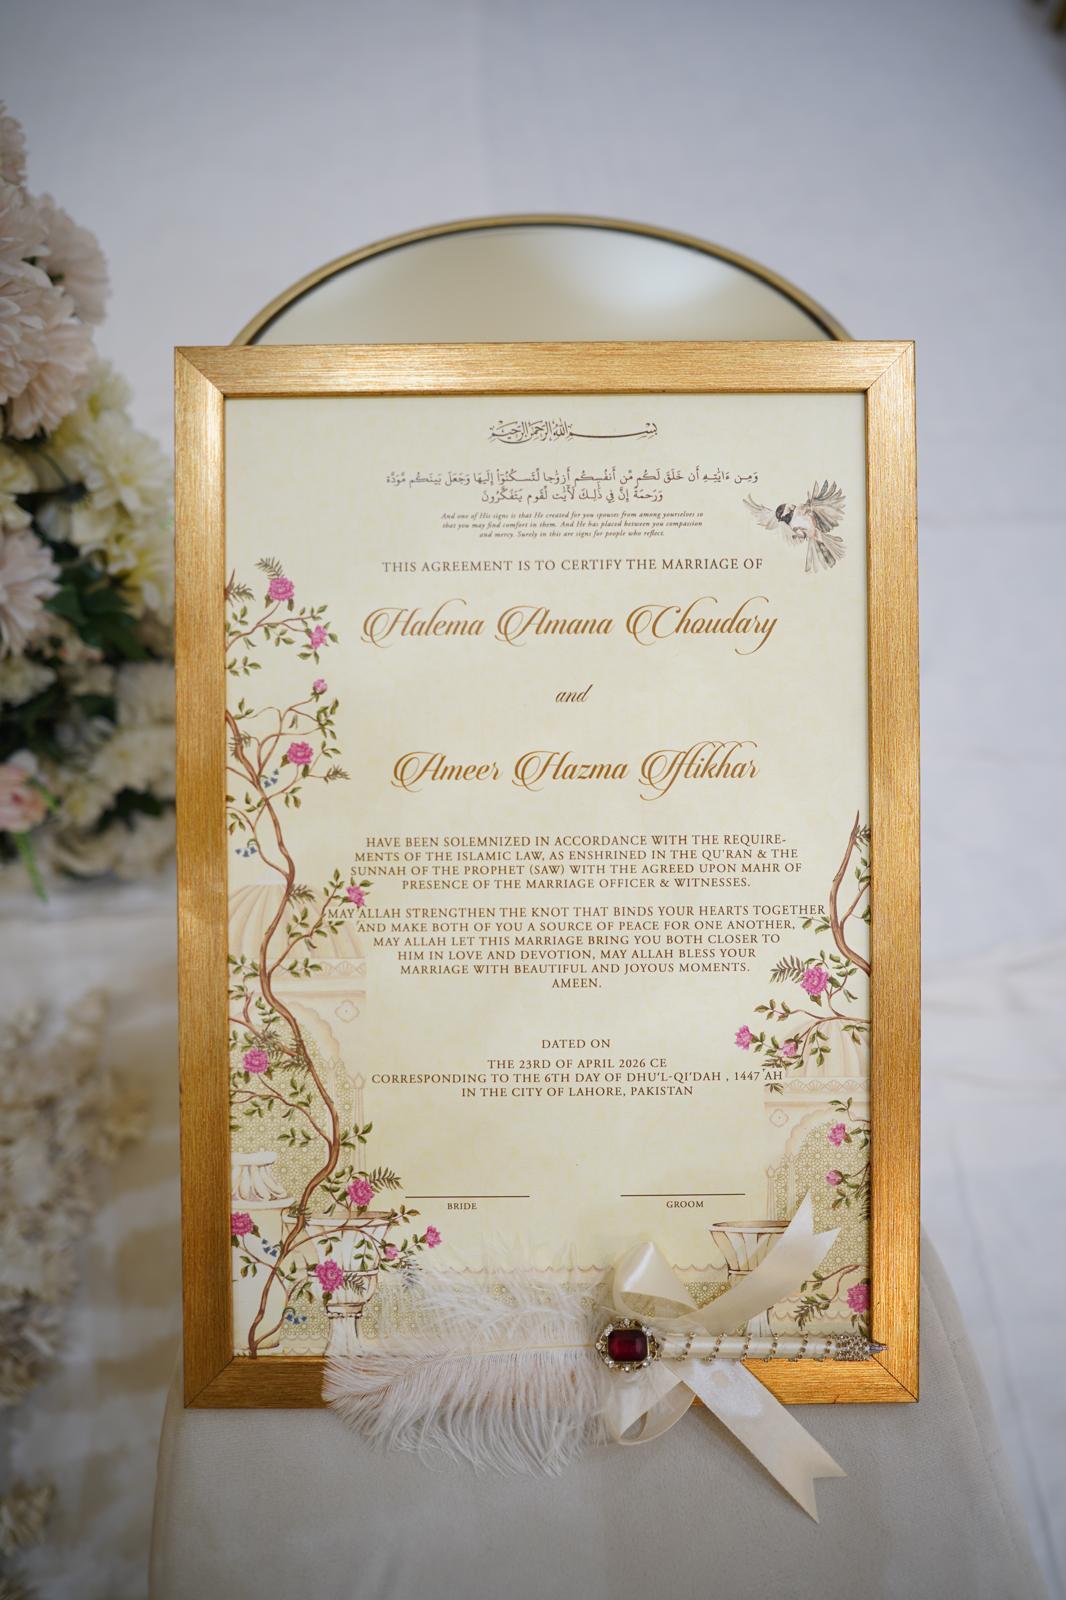 بسم الله الرحمن الرحيم
وَمِنْ ءَايَٰتِهِۦٓ أَنْ خَلَقَ لَكُم مِّنْ أَنفُسِكُمْ أَزْوَٰجًا لِّتَسْكُنُوٓا۟ إِلَيْهَا وَجَعَلَ بَيْنَكُم مَّوَدَّةً
وَرَحْمَةً إِنَّ فِى ذَٰلِكَ لَءَايَٰتٍ لِّقَوْمٍ يَتَفَكَّرُونَ
And one of His signs is that He created for you spouses from among yourselves so
that you may find comfort in them. And He has placed between you compassion
and mercy. Surely in this are signs for people who reflect.
THIS AGREEMENT IS TO CERTIFY THE MARRIAGE OF
Halema Amana Choudary
and
Ameer Hazma Iftikhar
HAVE BEEN SOLEMNIZED IN ACCORDANCE WITH THE REQUIRE-
MENTS OF THE ISLAMIC LAW, AS ENSHRINED IN THE QU'RAN & THE
SUNNAH OF THE PROPHET (SAW) WITH THE AGREED UPON MAHR OF
PRESENCE OF THE MARRIAGE OFFICER & WITNESSES.
MAY ALLAH STRENGTHEN THE KNOT THAT BINDS YOUR HEARTS TOGETHER
AND MAKE BOTH OF YOU A SOURCE OF PEACE FOR ONE ANOTHER,
MAY ALLAH LET THIS MARRIAGE BRING YOU BOTH CLOSER TO
HIM IN LOVE AND DEVOTION, MAY ALLAH BLESS YOUR
MARRIAGE WITH BEAUTIFUL AND JOYOUS MOMENTS.
AMEEN.
DATED ON
THE 23RD OF APRIL 2026 CE
CORRESPONDING TO THE 6TH DAY OF DHU'L-QI'DAH , 1447 AH
IN THE CITY OF LAHORE, PAKISTAN
BRIDE
GROOM